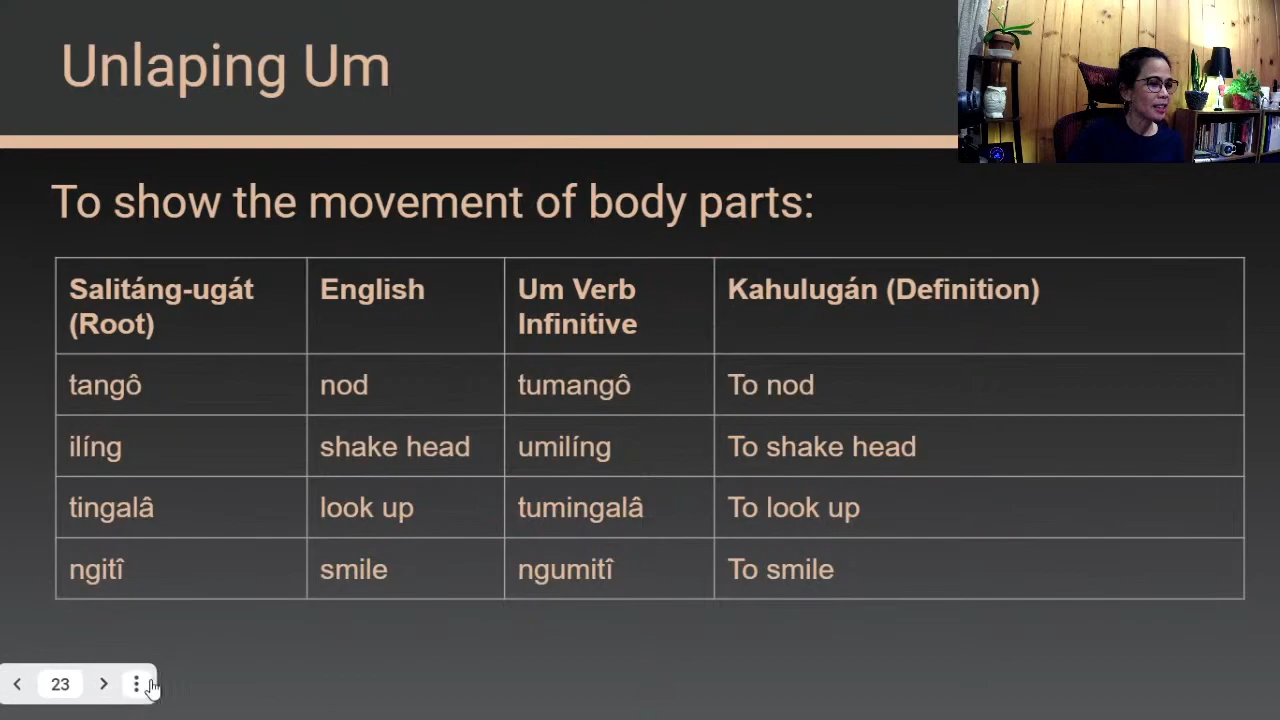 Unlaping Um
To show the movement of body parts:
Salitáng-ugát (Root) English Um Verb Infinitive Kahulugán (Definition)
tangô nod tumangô To nod
ilíng shake head umilíng To shake head
tingalâ look up tumingalâ To look up
ngitî smile ngumitî To smile
23